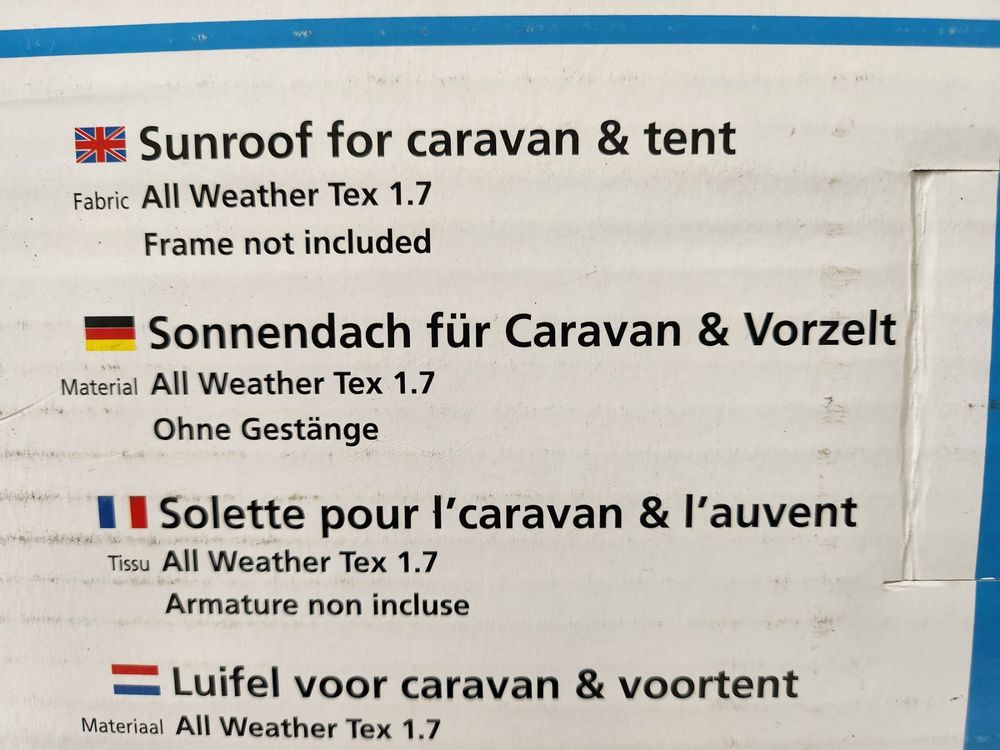 Sunroof for caravan & tent
Fabric All Weather Tex 1.7
Frame not included
Sonnendach für Caravan & Vorzelt
Material All Weather Tex 1.7
Ohne Gestänge
Solette pour l’caravan & l’auvent
Tissu All Weather Tex 1.7
Armature non incluse
Luifel voor caravan & voortent
Materiaal All Weather Tex 1.7